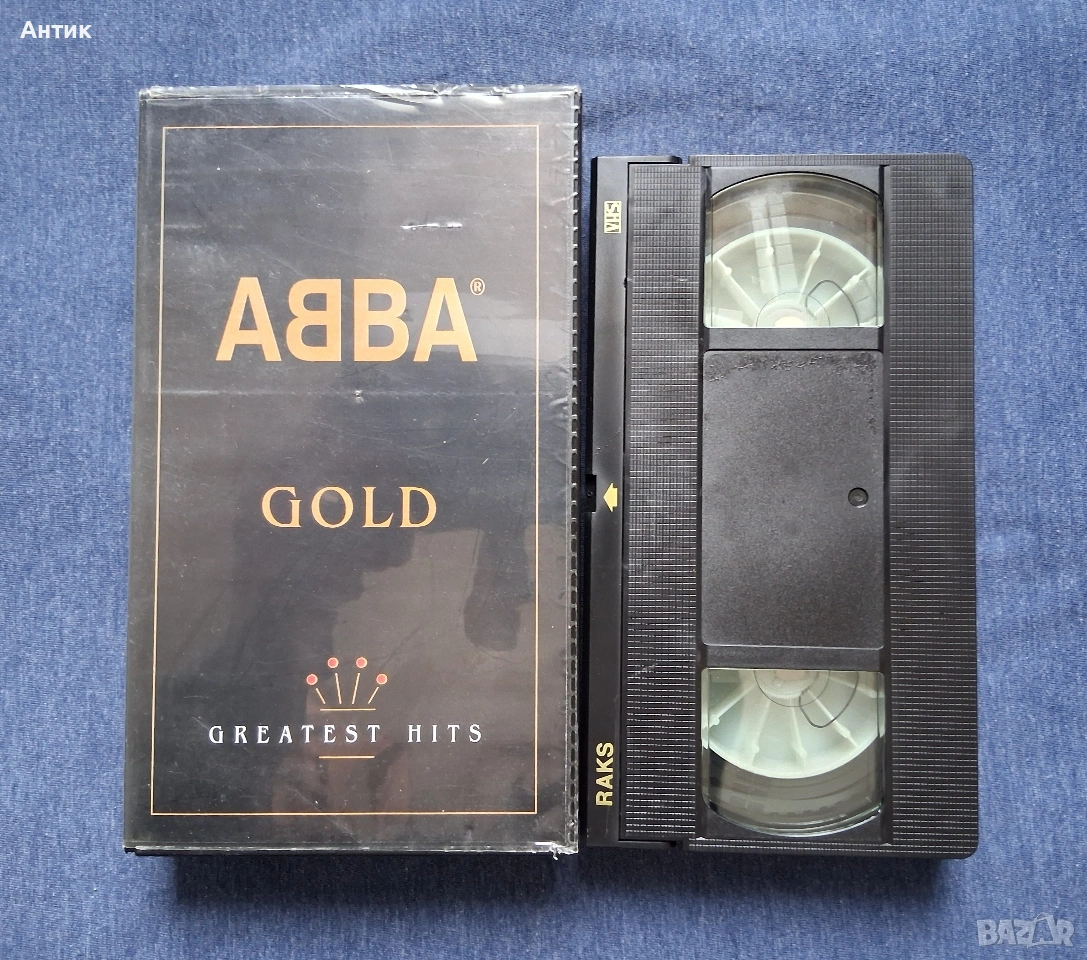 Антик
ABBA®
GOLD
GREATEST HITS
VHS
RAKS
BAZAR